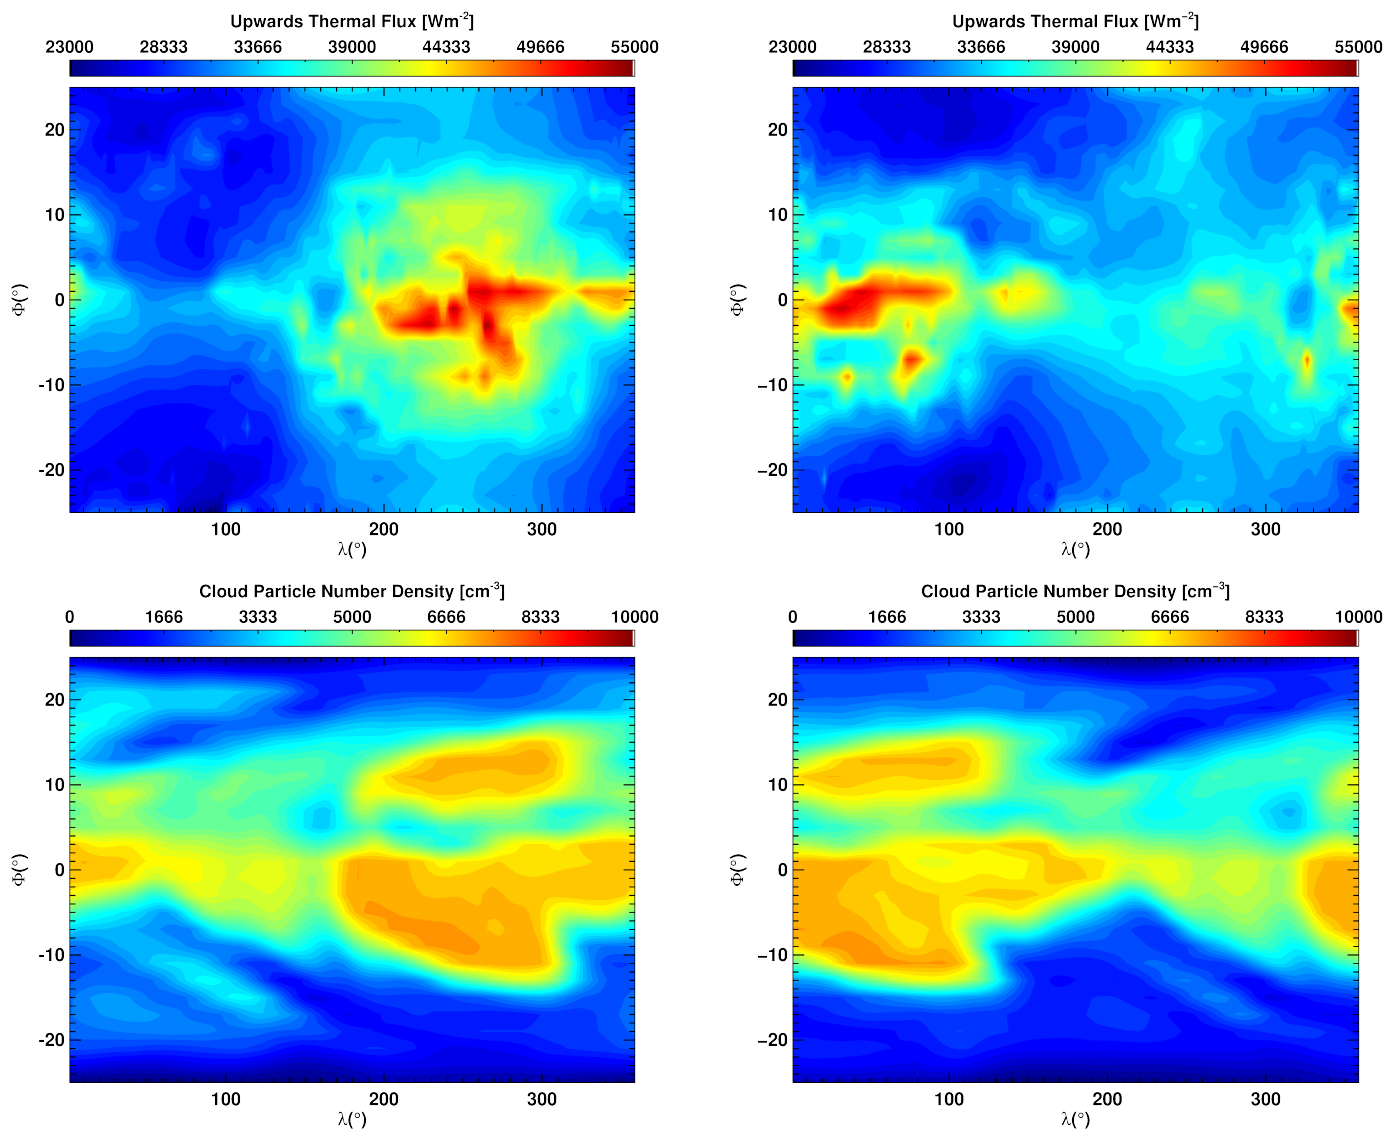 Upwards Thermal Flux [Wm⁻²]
23000 28333 33666 39000 44333 49666 55000
20
10
0
-10
-20
Φ(°)
100 200 300
λ(°)
Upwards Thermal Flux [Wm⁻²]
23000 28333 33666 39000 44333 49666 55000
20
10
0
−10
−20
Φ(°)
100 200 300
λ(°)
Cloud Particle Number Density [cm⁻³]
0 1666 3333 5000 6666 8333 10000
20
10
0
-10
-20
Φ(°)
100 200 300
λ(°)
Cloud Particle Number Density [cm⁻³]
0 1666 3333 5000 6666 8333 10000
20
10
0
−10
−20
Φ(°)
100 200 300
λ(°)